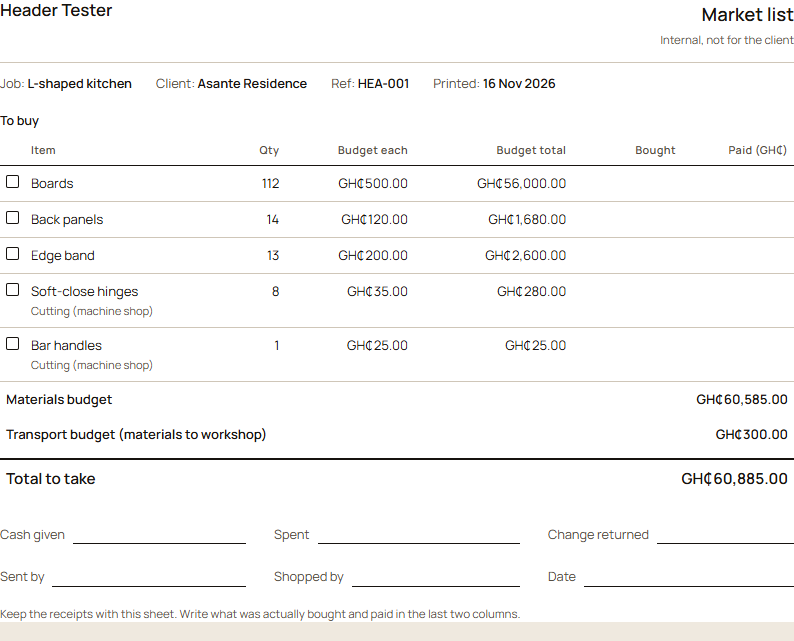 Header Tester
Market list
Internal, not for the client
Job: L-shaped kitchen Client: Asante Residence Ref: HEA-001 Printed: 16 Nov 2026
To buy
Item Qty Budget each Budget total Bought Paid (GH₵)
Boards 112 GH₵500.00 GH₵56,000.00
Back panels 14 GH₵120.00 GH₵1,680.00
Edge band 13 GH₵200.00 GH₵2,600.00
Soft-close hinges 8 GH₵35.00 GH₵280.00
Cutting (machine shop)
Bar handles 1 GH₵25.00 GH₵25.00
Cutting (machine shop)
Materials budget GH₵60,585.00
Transport budget (materials to workshop) GH₵300.00
Total to take GH₵60,885.00
Cash given Spent Change returned
Sent by Shopped by Date
Keep the receipts with this sheet. Write what was actually bought and paid in the last two columns.